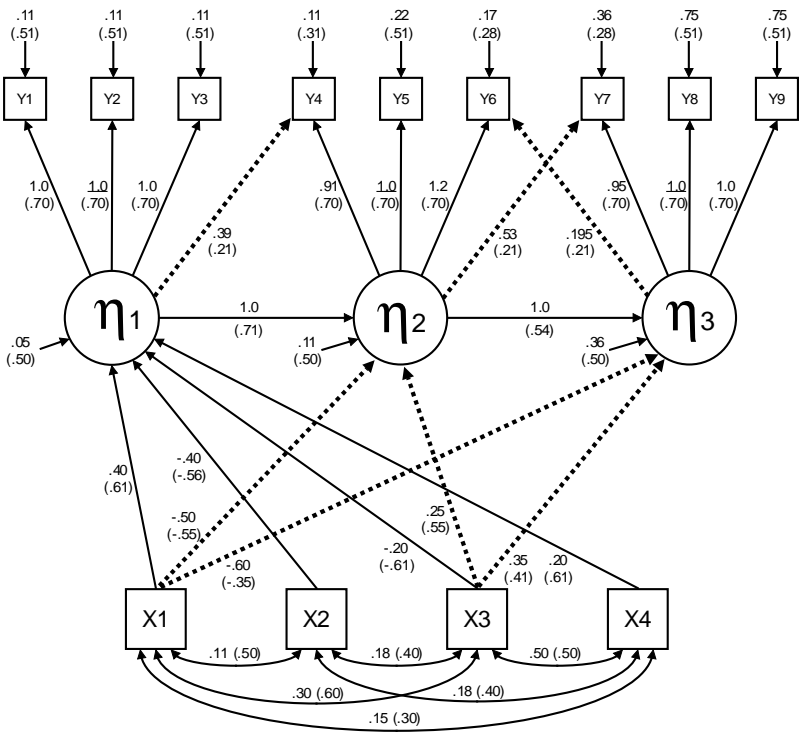 .11 .11 .11 .11 .22 .17 .36 .75 .75
(.51) (.51) (.51) (.31) (.51) (.28) (.28) (.51) (.51)
Y1 Y2 Y3 Y4 Y5 Y6 Y7 Y8 Y9
1.0 1.0 1.0 .91 1.0 1.2 .95 1.0 1.0
(.70) (.70) (.70) (.70) (.70) (.70) (.70) (.70) (.70)
.39 .53 .195
(.21) (.21) (.21)
η1 1.0 η2 1.0 η3
(.71) (.54)
.05 .11 .36
(.50) (.50) (.50)
.40 -.40
(.61) (-.56)
-.50 .25
(-.55) (.55)
-.60 -.20 .35 .20
(-.35) (-.61) (.41) (.61)
X1 X2 X3 X4
.11 (.50) .18 (.40) .50 (.50)
.30 (.60) .18 (.40)
.15 (.30)